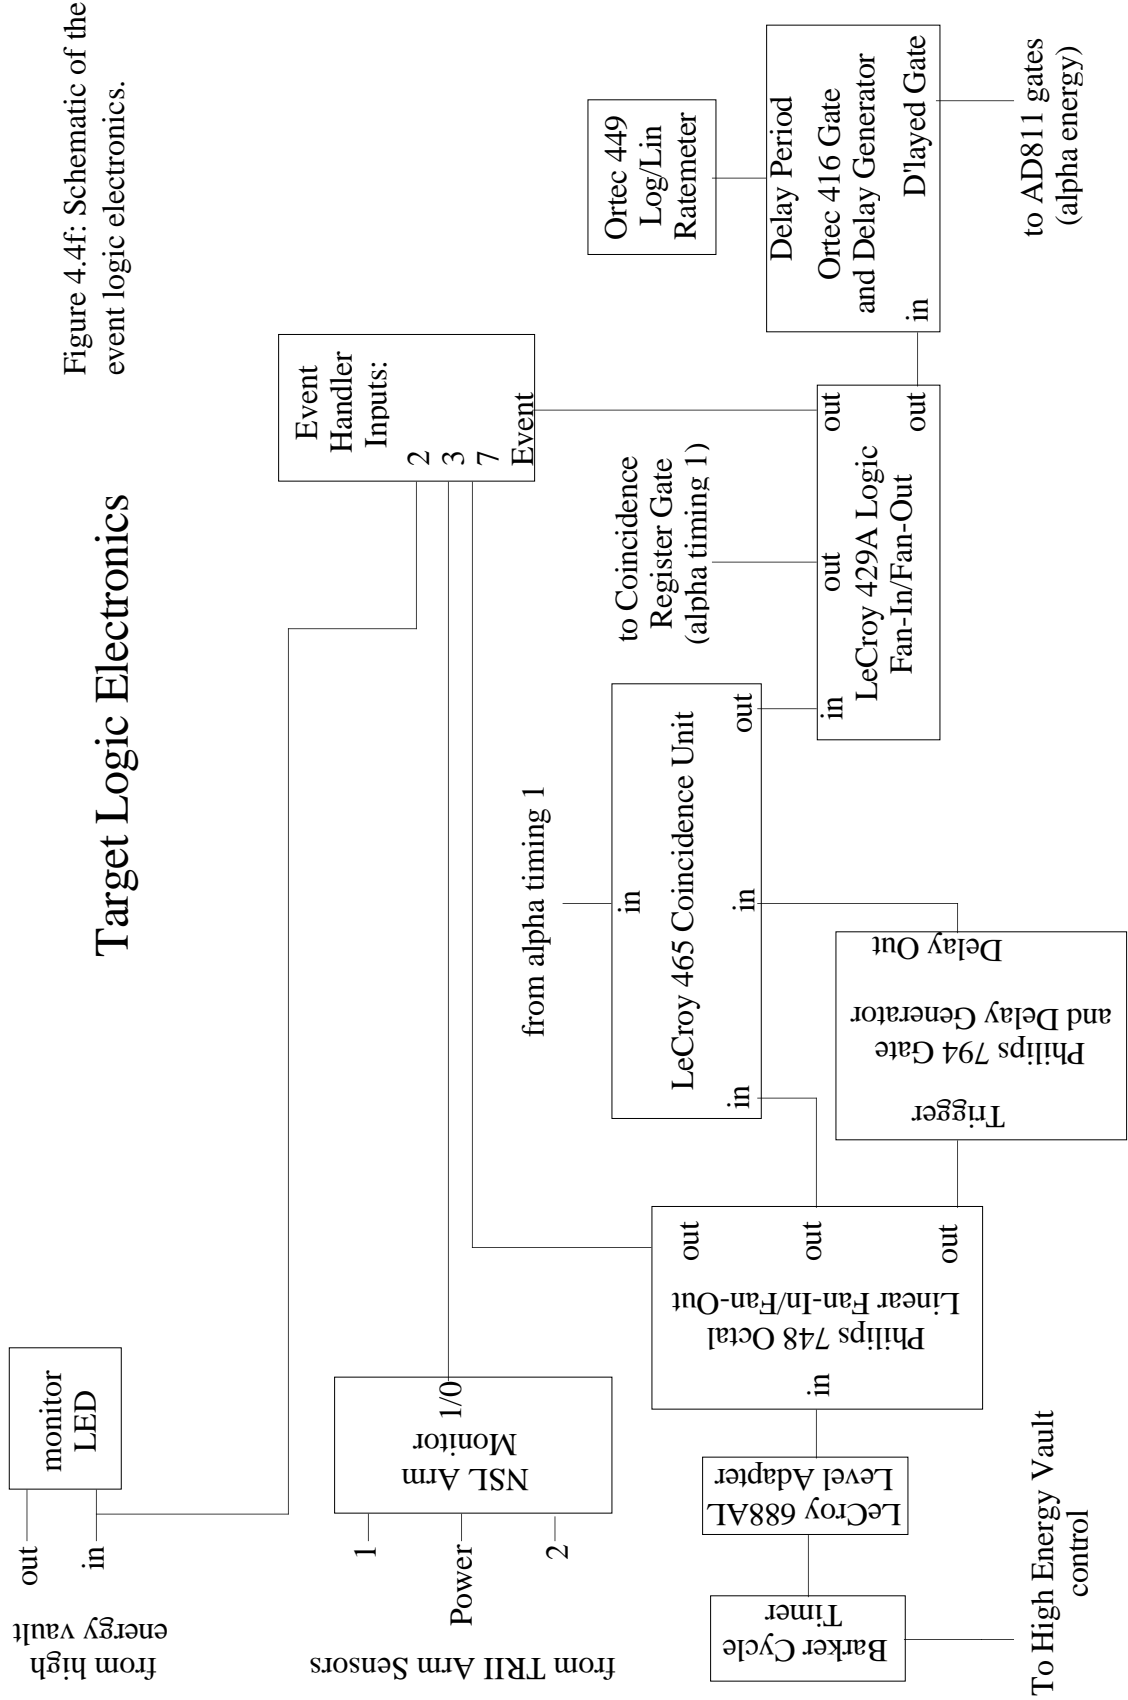 Target Logic Electronics
Figure 4.4f: Schematic of the
event logic electronics.
from high
energy vault
out
in
monitor
LED
from TRII Arm Sensors
1
Power
2
NSL Arm
Monitor
1/0
Event
Handler
Inputs:
2
3
7
Event
Barker Cycle
Timer
To High Energy Vault
control
LeCroy 688AL
Level Adapter
in
Philips 748 Octal
Linear Fan-In/Fan-Out
out
out
out
Trigger
Philips 794 Gate
and Delay Generator
Delay Out
from alpha timing 1
in
LeCroy 465 Coincidence Unit
in
in
out
to Coincidence
Register Gate
(alpha timing 1)
in
out
out
LeCroy 429A Logic
Fan-In/Fan-Out
out
Ortec 449
Log/Lin
Ratemeter
Delay Period
Ortec 416 Gate
and Delay Generator
in
D'layed Gate
to AD811 gates
(alpha energy)